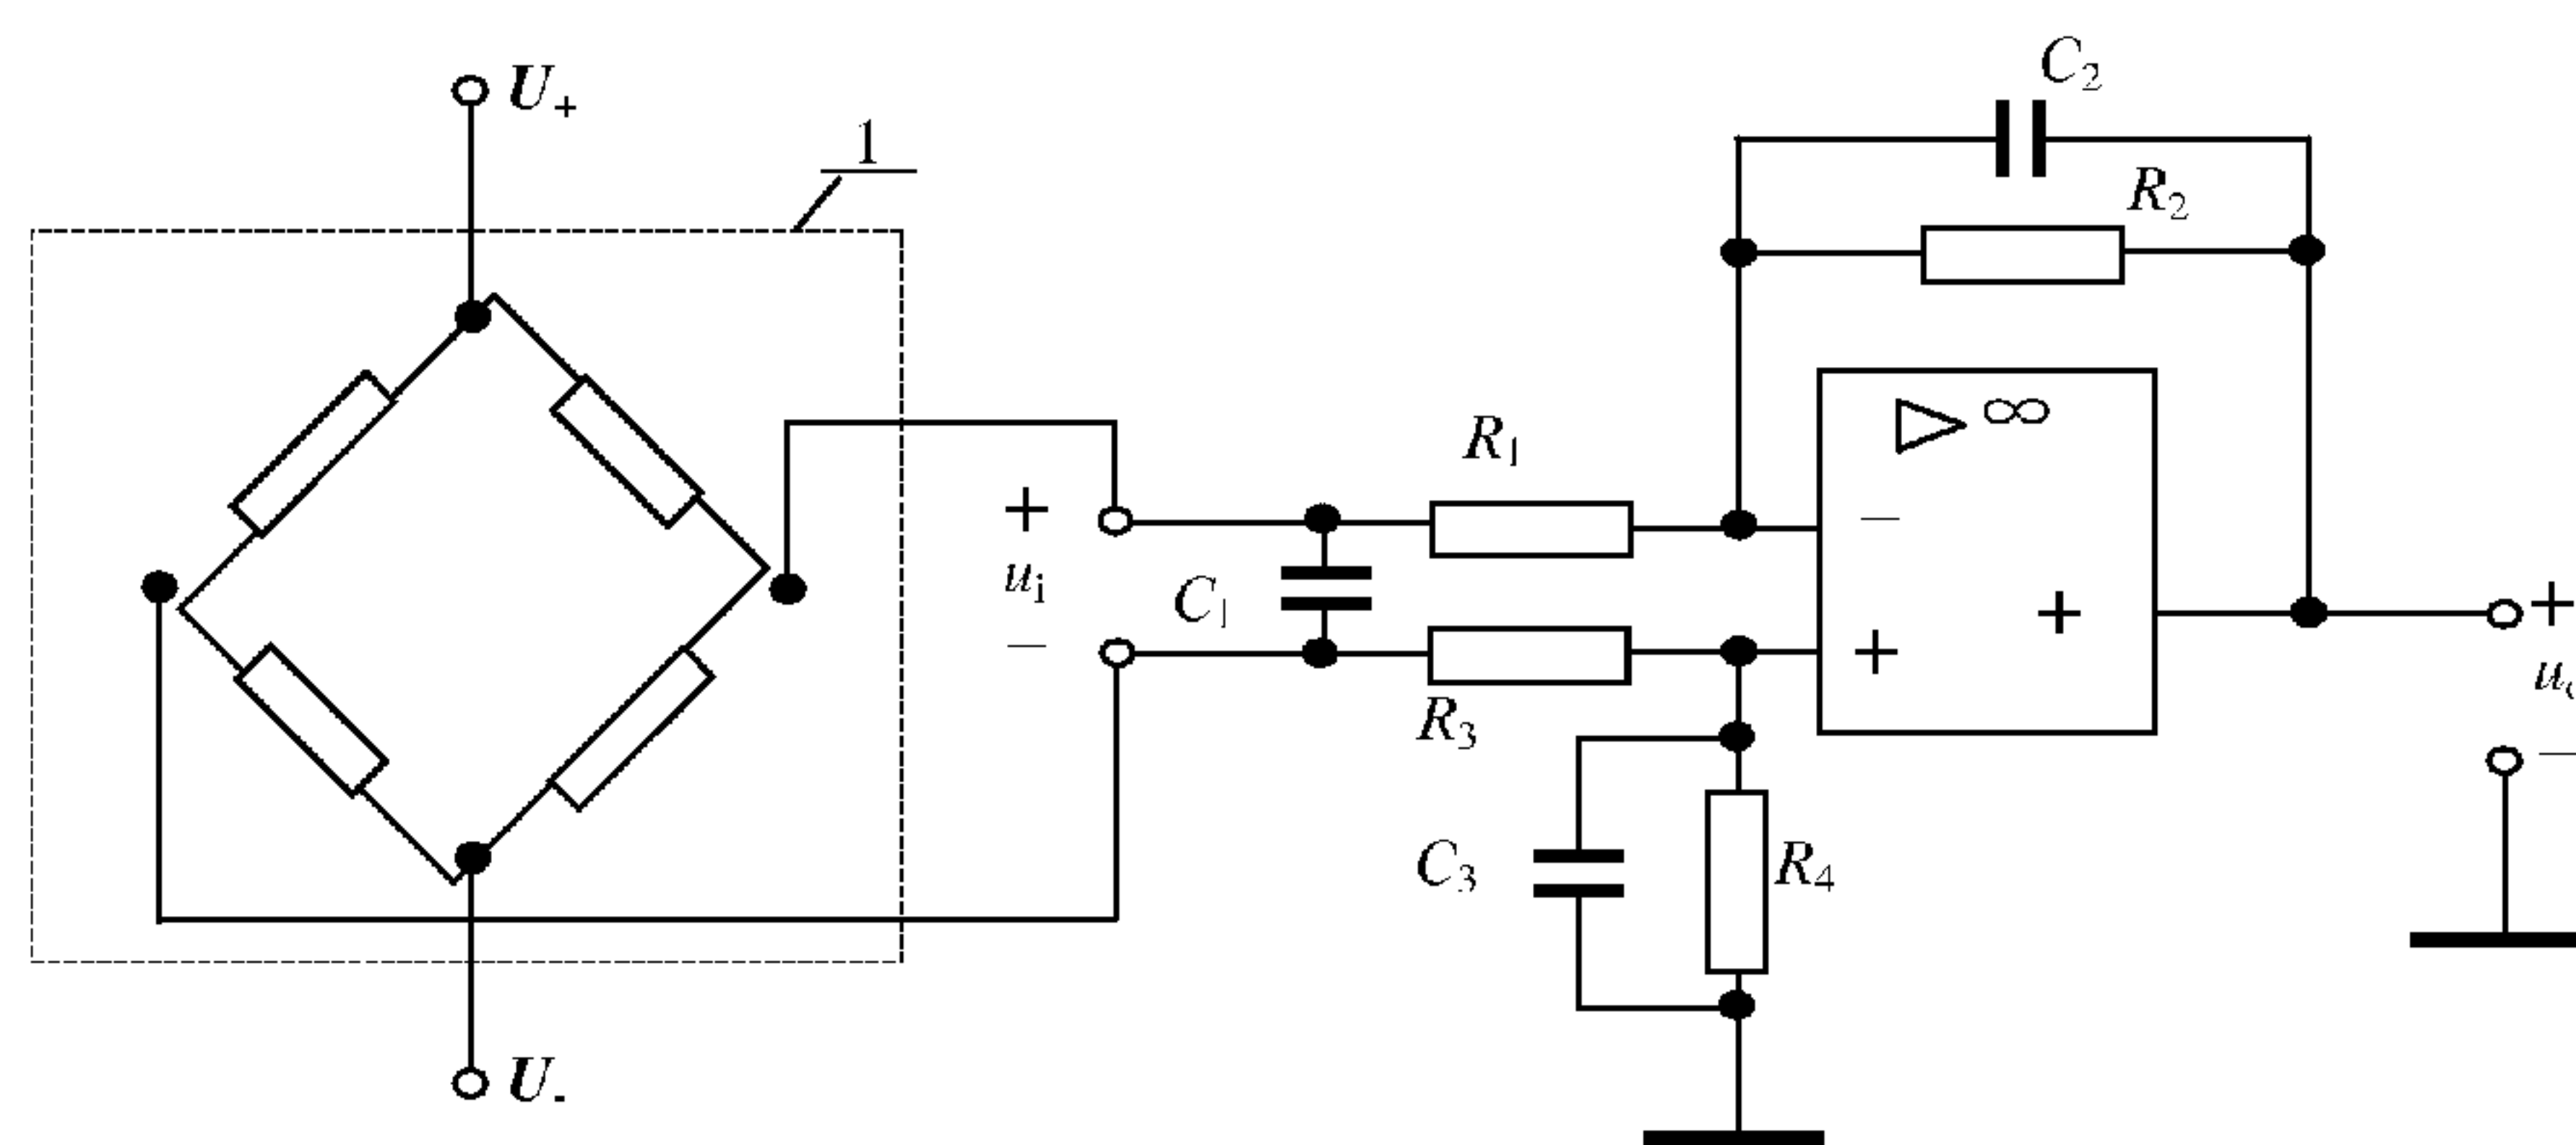 U+
1
C2
R2
R1
▷ ∞
+
ui
−
C1
−
+
+
R3
C3
R4
+
−
U-